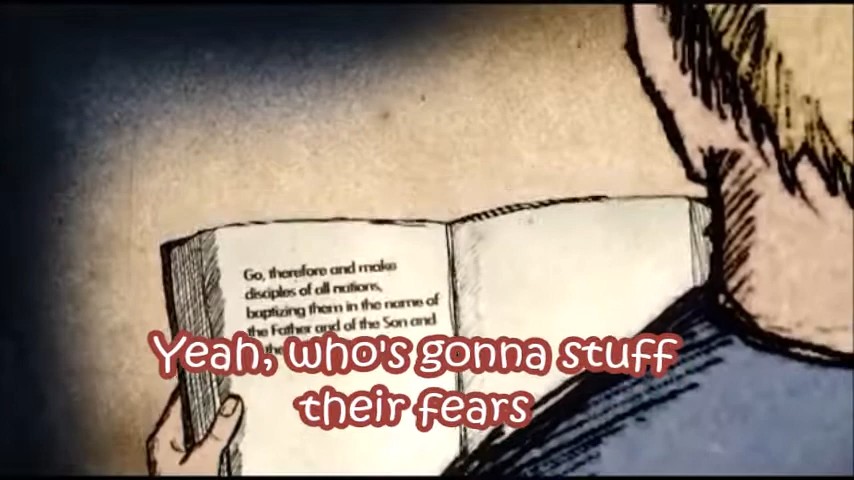 Go, therefore and make
disciples of all nations,
baptizing them in the name of
the Father and of the Son and
the
Yeah, who's gonna stuff
their fears